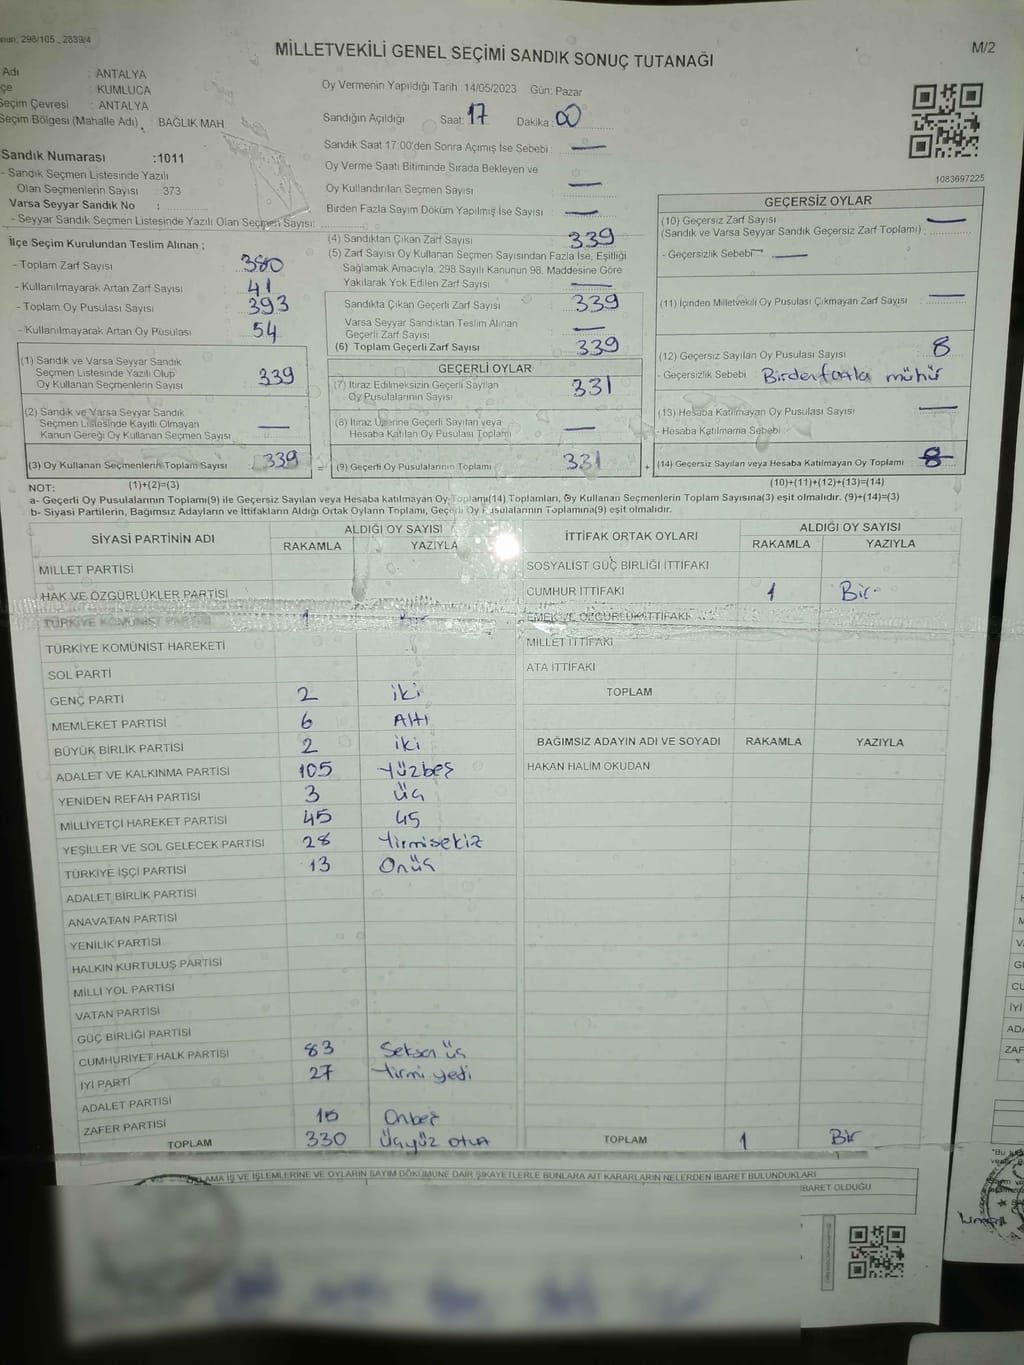 nun: 298/105 , 2839/4
M/2
MİLLETVEKİLİ GENEL SEÇİMİ SANDIK SONUÇ TUTANAĞI
Adı : ANTALYA
çe : KUMLUCA
Seçim Çevresi : ANTALYA
Seçim Bölgesi (Mahalle Adı) : BAĞLIK MAH
Sandık Numarası :1011
- Sandık Seçmen Listesinde Yazılı
Olan Seçmenlerin Sayısı : 373
Varsa Seyyar Sandık No :
- Seyyar Sandık Seçmen Listesinde Yazılı Olan Seçmen Sayısı:
Oy Vermenin Yapıldığı Tarih: 14/05/2023 Gün: Pazar
Sandığın Açıldığı Saat: 17 Dakika: 00
Sandık Saat 17.00'den Sonra Açımış İse Sebebi : —
Oy Verme Saati Bitiminde Sırada Bekleyen ve
Oy Kullandırılan Seçmen Sayısı —
Birden Fazla Sayım Döküm Yapılmış İse Sayısı : —
1083697225
İlçe Seçim Kurulundan Teslim Alınan ;
- Toplam Zarf Sayısı 380
- Kullanılmayarak Artan Zarf Sayısı : 41
- Toplam Oy Pusulası Sayısı 393
- Kullanılmayarak Artan Oy Pusulası 54
(1) Sandık ve Varsa Seyyar Sandık
Seçmen Listesinde Yazılı Olup
Oy Kullanan Seçmenlerin Sayısı 339
(2) Sandık ve Varsa Seyyar Sandık
Seçmen Listesinde Kayıtlı Olmayan
Kanun Gereği Oy Kullanan Seçmen Sayısı —
(3) Oy Kullanan Seçmenlerin Toplam Sayısı 339
(1)+(2)=(3)
(4) Sandıktan Çıkan Zarf Sayısı 339
(5) Zarf Sayısı Oy Kullanan Seçmen Sayısından Fazla İse, Eşitliği
Sağlamak Amacıyla, 298 Sayılı Kanunun 98. Maddesine Göre
Yakılarak Yok Edilen Zarf Sayısı —
Sandıkta Çıkan Geçerli Zarf Sayısı 339
Varsa Seyyar Sandıktan Teslim Alınan
Geçerli Zarf Sayısı —
(6) Toplam Geçerli Zarf Sayısı 339
GEÇERLİ OYLAR
(7) İtiraz Edilmeksizin Geçerli Sayılan
Oy Pusulalarının Sayısı 331
(8) İtiraz Üzerine Geçerli Sayılan veya
Hesaba Katılan Oy Pusulası Toplamı —
= (9) Geçerli Oy Pusulalarının Toplamı 331
GEÇERSİZ OYLAR
(10) Geçersiz Zarf Sayısı —
(Sandık ve Varsa Seyyar Sandık Geçersiz Zarf Toplamı) :
- Geçersizlik Sebebi —
(11) İçinden Milletvekili Oy Pusulası Çıkmayan Zarf Sayısı —
(12) Geçersiz Sayılan Oy Pusulası Sayısı 8
- Geçersizlik Sebebi Birden fazla mühür
(13) Hesaba Katılmayan Oy Pusulası Sayısı —
- Hesaba Katılmama Sebebi
+ (14) Geçersiz Sayılan veya Hesaba Katılmayan Oy Toplamı 8
(10)+(11)+(12)+(13)=(14)
NOT:
a- Geçerli Oy Pusulalarının Toplamı(9) ile Geçersiz Sayılan veya Hesaba katılmayan Oy Toplamı(14) Toplamları, Oy Kullanan Seçmenlerin Toplam Sayısına(3) eşit olmalıdır. (9)+(14)=(3)
b- Siyasi Partilerin, Bağımsız Adayların ve İttifakların Aldığı Ortak Oyların Toplamı, Geçerli Oy Pusulalarının Toplamına(9) eşit olmalıdır.
SİYASİ PARTİNİN ADI ALDIĞI OY SAYISI
RAKAMLA YAZIYLA
MİLLET PARTİSİ
HAK VE ÖZGÜRLÜKLER PARTİSİ
TÜRKİYE KOMÜNİST PARTİSİ 1 Bir
TÜRKİYE KOMÜNİST HAREKETİ
SOL PARTİ
GENÇ PARTİ 2 iki
MEMLEKET PARTİSİ 6 Altı
BÜYÜK BİRLİK PARTİSİ 2 iki
ADALET VE KALKINMA PARTİSİ 105 Yüzbeş
YENİDEN REFAH PARTİSİ 3 üç
MİLLİYETÇİ HAREKET PARTİSİ 45 45
YEŞİLLER VE SOL GELECEK PARTİSİ 28 Yirmisekiz
TÜRKİYE İŞÇİ PARTİSİ 13 Onüç
ADALET BİRLİK PARTİSİ
ANAVATAN PARTİSİ
YENİLİK PARTİSİ
HALKIN KURTULUŞ PARTİSİ
MİLLİ YOL PARTİSİ
VATAN PARTİSİ
GÜÇ BİRLİĞİ PARTİSİ
CUMHURİYET HALK PARTİSİ 83 Seksen üç
İYİ PARTİ 27 Yirmi yedi
ADALET PARTİSİ
ZAFER PARTİSİ 15 Onbeş
TOPLAM 330 Üçyüz otuz
İTTİFAK ORTAK OYLARI ALDIĞI OY SAYISI
RAKAMLA YAZIYLA
SOSYALİST GÜÇ BİRLİĞİ İTTİFAKI
CUMHUR İTTİFAKI 1 Bir
EMEK VE ÖZGÜRLÜK İTTİFAKI
MİLLET İTTİFAKI
ATA İTTİFAKI
TOPLAM
BAĞIMSIZ ADAYIN ADI VE SOYADI RAKAMLA YAZIYLA
HAKAN HALİM OKUDAN
TOPLAM 1 Bir
LAMA İŞ VE İŞLEMLERİNE VE OYLARIN SAYIM DÖKÜMÜNE DAİR ŞİKAYETLERLE BUNLARA AİT KARARLARIN NELERDEN İBARET BULUNDUKLARI
İBARET OLDUĞU